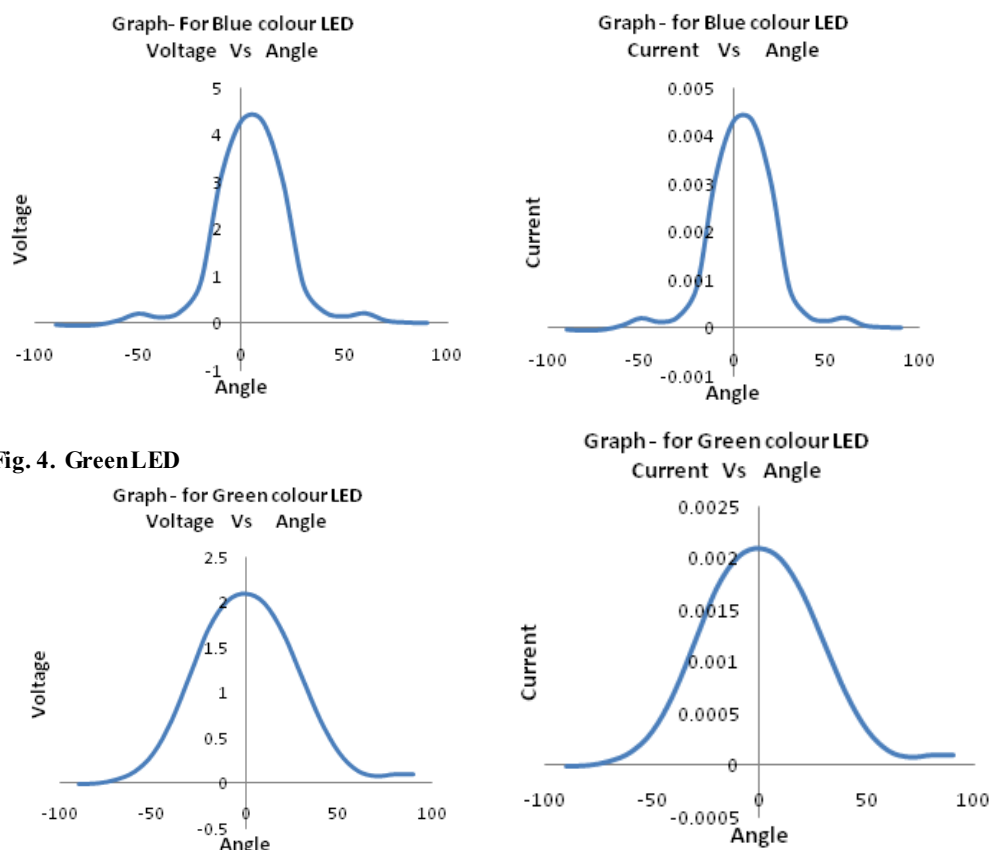 Graph- For Blue colour LED
Voltage Vs Angle
5
4
3
2
1
0
-1
-100
-50
0
50
100
Voltage
Angle
Graph - for Blue colour LED
Current Vs Angle
0.005
0.004
0.003
0.002
0.001
0
-0.001
-100
-50
0
50
100
Current
Angle
Fig. 4. Green LED
Graph - for Green colour LED
Voltage Vs Angle
2.5
2
1.5
1
0.5
0
-0.5
-100
-50
0
50
100
Voltage
Angle
Graph - for Green colour LED
Current Vs Angle
0.0025
0.002
0.0015
0.001
0.0005
0
-0.0005
-100
-50
0
50
100
Current
Angle